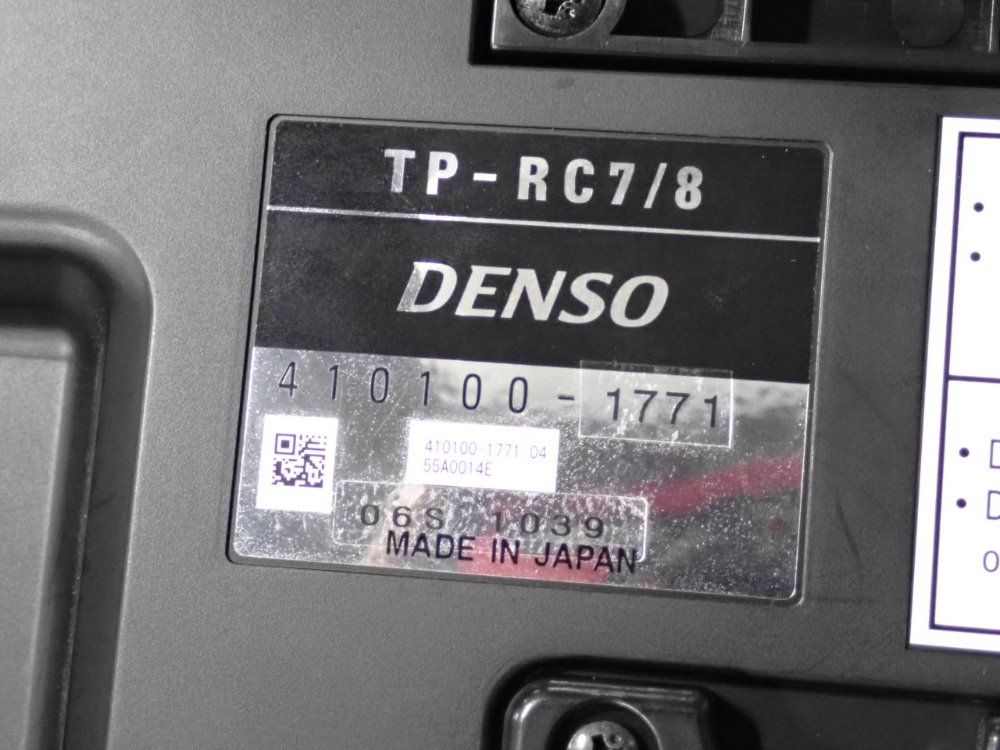 TP-RC7/8
DENSO
410100-1771
410100-1771 04
55A0014E
06S 1039
MADE IN JAPAN